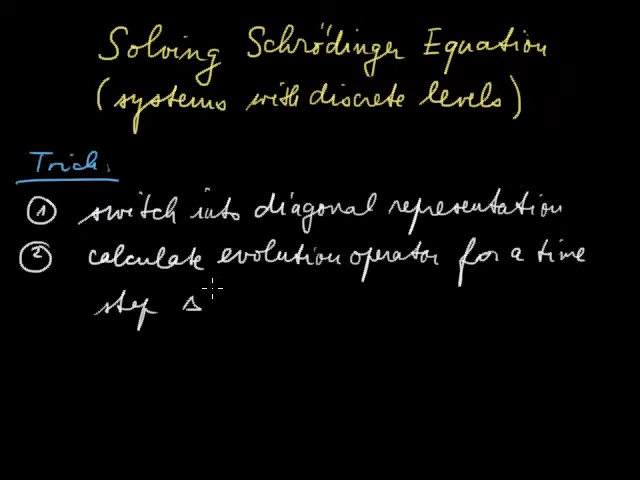 Solving Schrödinger Equation
(systems with discrete levels)
Trick:
① switch into diagonal representation
② calculate evolution operator for a time
step Δ